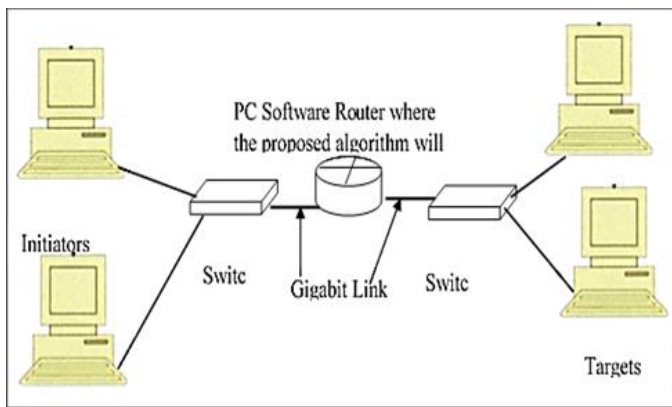 PC Software Router where
the proposed algorithm will
Initiators
Switc
Gigabit Link
Switc
Targets